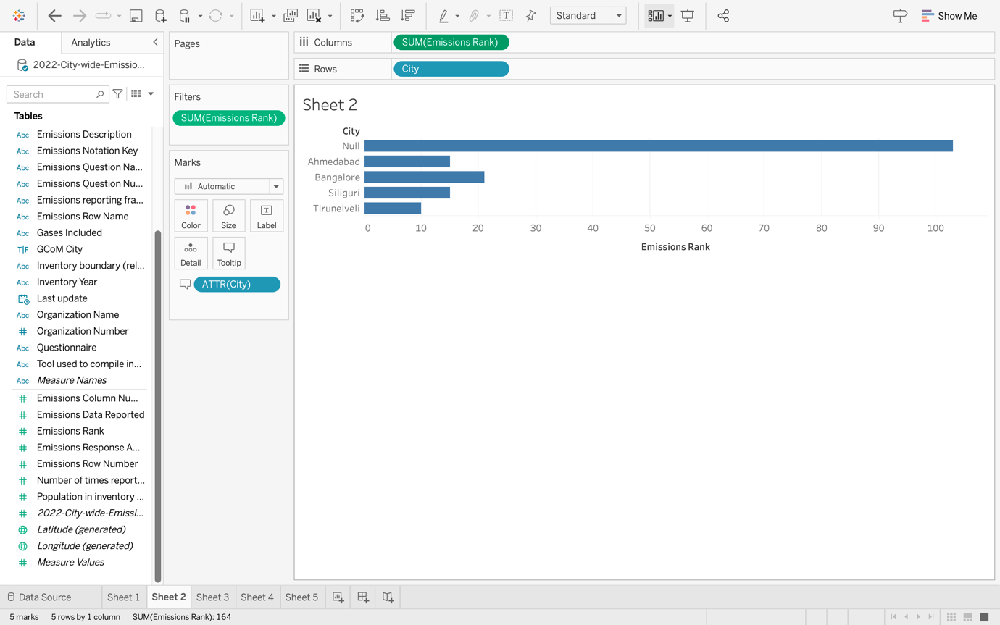 Standard
Show Me
Data
Analytics
2022-City-wide-Emissio...
Search
Tables
Abc Emissions Description
Abc Emissions Notation Key
Abc Emissions Question Na...
Abc Emissions Question Nu...
Abc Emissions reporting fra...
Abc Emissions Row Name
Abc Gases Included
T|F GCoM City
Abc Inventory boundary (rel...
Abc Inventory Year
Last update
Abc Organization Name
# Organization Number
Abc Questionnaire
Abc Tool used to compile in...
Abc Measure Names
# Emissions Column Nu...
# Emissions Data Reported
# Emissions Rank
# Emissions Response A...
# Emissions Row Number
# Number of times report...
# Population in inventory ...
# 2022-City-wide-Emissi...
Latitude (generated)
Longitude (generated)
# Measure Values
Pages
Filters
SUM(Emissions Rank)
Marks
Automatic
Color
Size
T
Label
Detail
Tooltip
ATTR(City)
Columns
SUM(Emissions Rank)
Rows
City
Sheet 2
City
Null
Ahmedabad
Bangalore
Siliguri
Tirunelveli
0 10 20 30 40 50 60 70 80 90 100
Emissions Rank
Data Source
Sheet 1
Sheet 2
Sheet 3
Sheet 4
Sheet 5
5 marks
5 rows by 1 column
SUM(Emissions Rank): 164